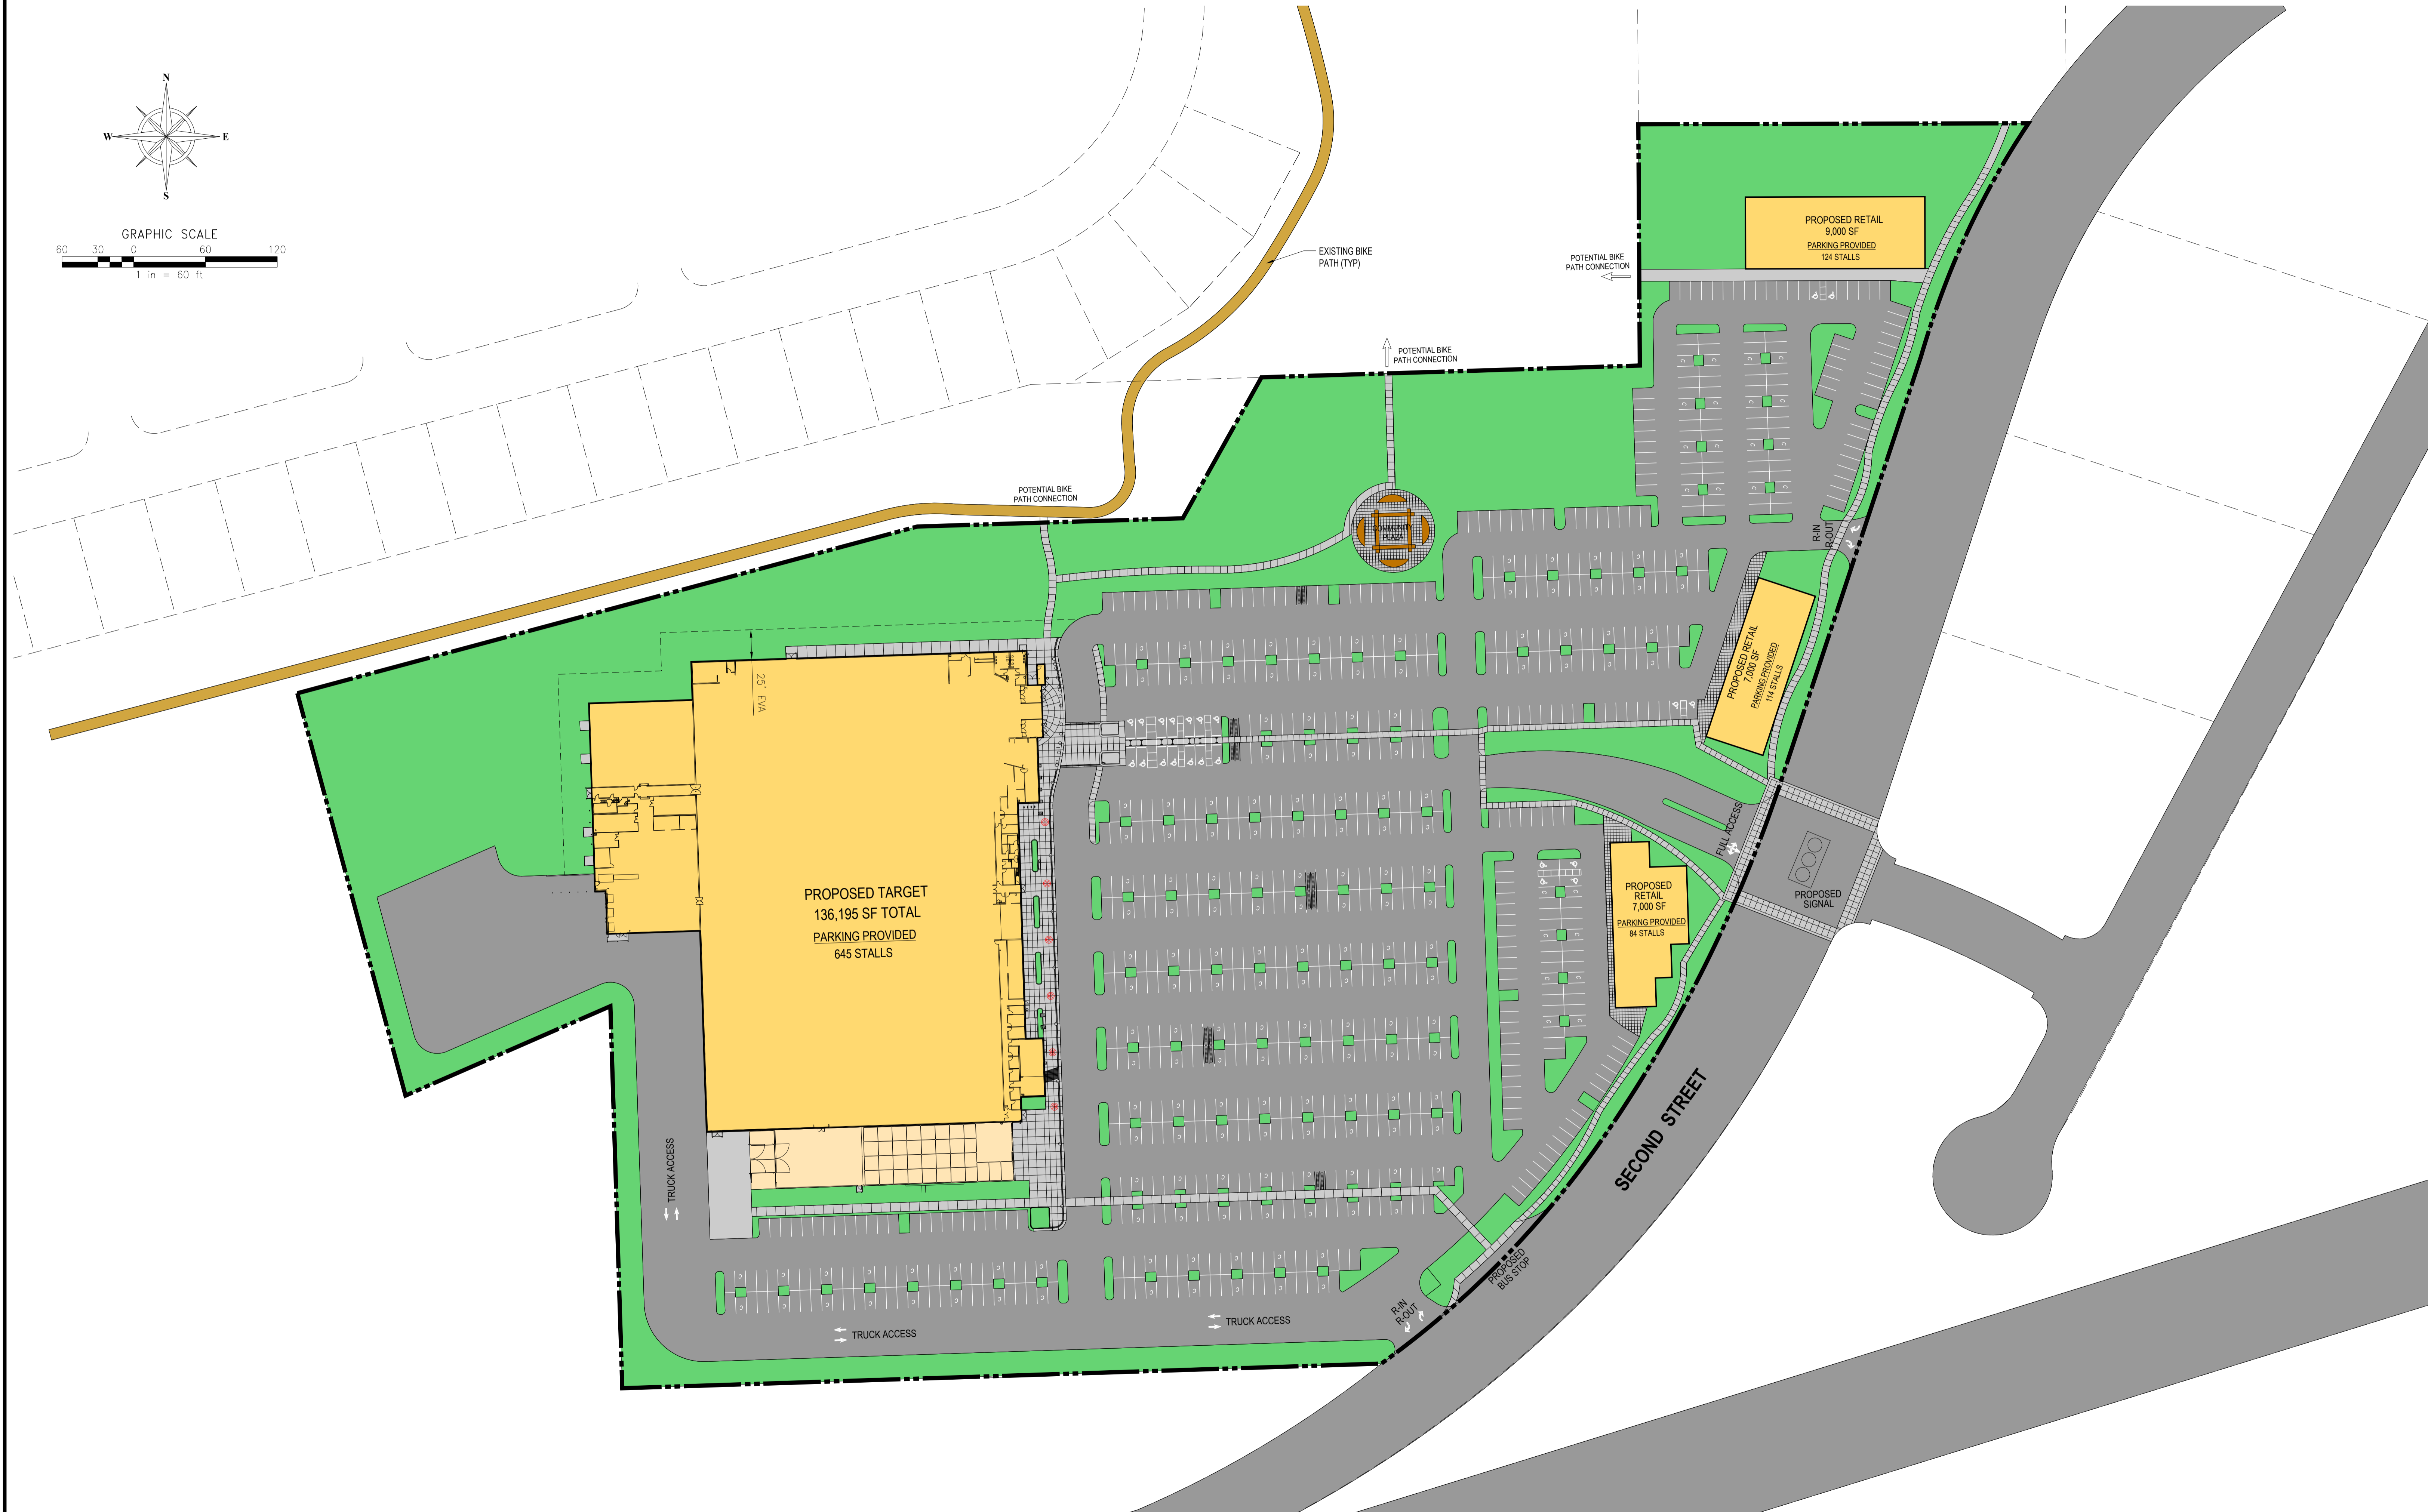 N
W
E
S
GRAPHIC SCALE
60 30 0 60 120
1 in = 60 ft
EXISTING BIKE
PATH (TYP)
POTENTIAL BIKE
PATH CONNECTION
PROPOSED RETAIL
9,000 SF
PARKING PROVIDED
124 STALLS
POTENTIAL BIKE
PATH CONNECTION
POTENTIAL BIKE
PATH CONNECTION
COMMUNITY
PLAZA
R-IN
R-OUT
PROPOSED RETAIL
7,000 SF
PARKING PROVIDED
114 STALLS
25' EVA
FULL ACCESS
PROPOSED
SIGNAL
PROPOSED TARGET
136,195 SF TOTAL
PARKING PROVIDED
645 STALLS
PROPOSED
RETAIL
7,000 SF
PARKING PROVIDED
84 STALLS
SECOND STREET
TRUCK ACCESS
PROPOSED
BUS STOP
R-IN
R-OUT
TRUCK ACCESS
TRUCK ACCESS